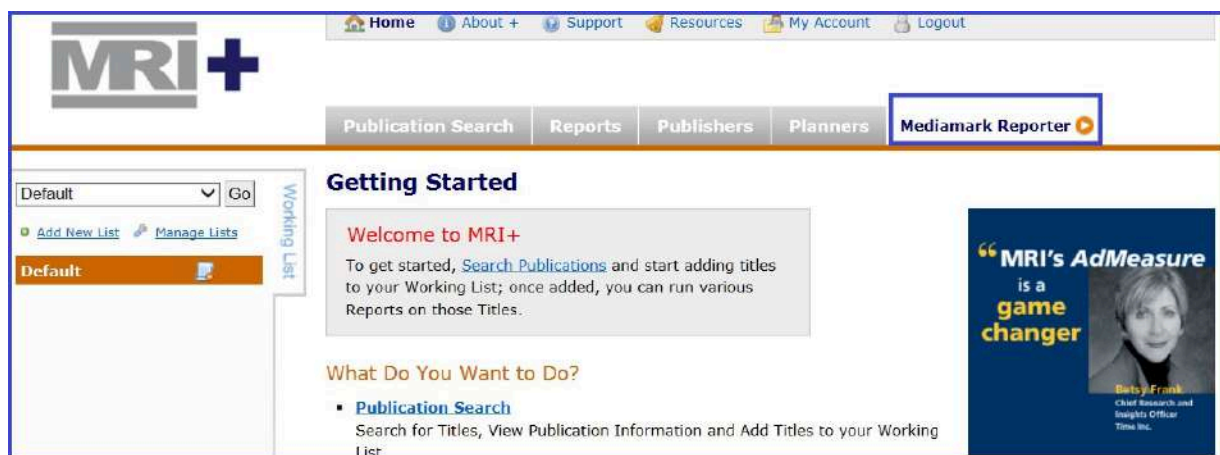 Home About + Support Resources My Account Logout
MRI+
Publication Search Reports Publishers Planners Mediamark Reporter
Default Go
Add New List Manage Lists
Default
Working List
Getting Started
Welcome to MRI+
To get started, Search Publications and start adding titles
to your Working List; once added, you can run various
Reports on those Titles.
What Do You Want to Do?
Publication Search
Search for Titles, View Publication Information and Add Titles to your Working
List
“MRI's AdMeasure
is a
game
changer
Betsy Frank
Chief Research and
Insights Officer
Time Inc.